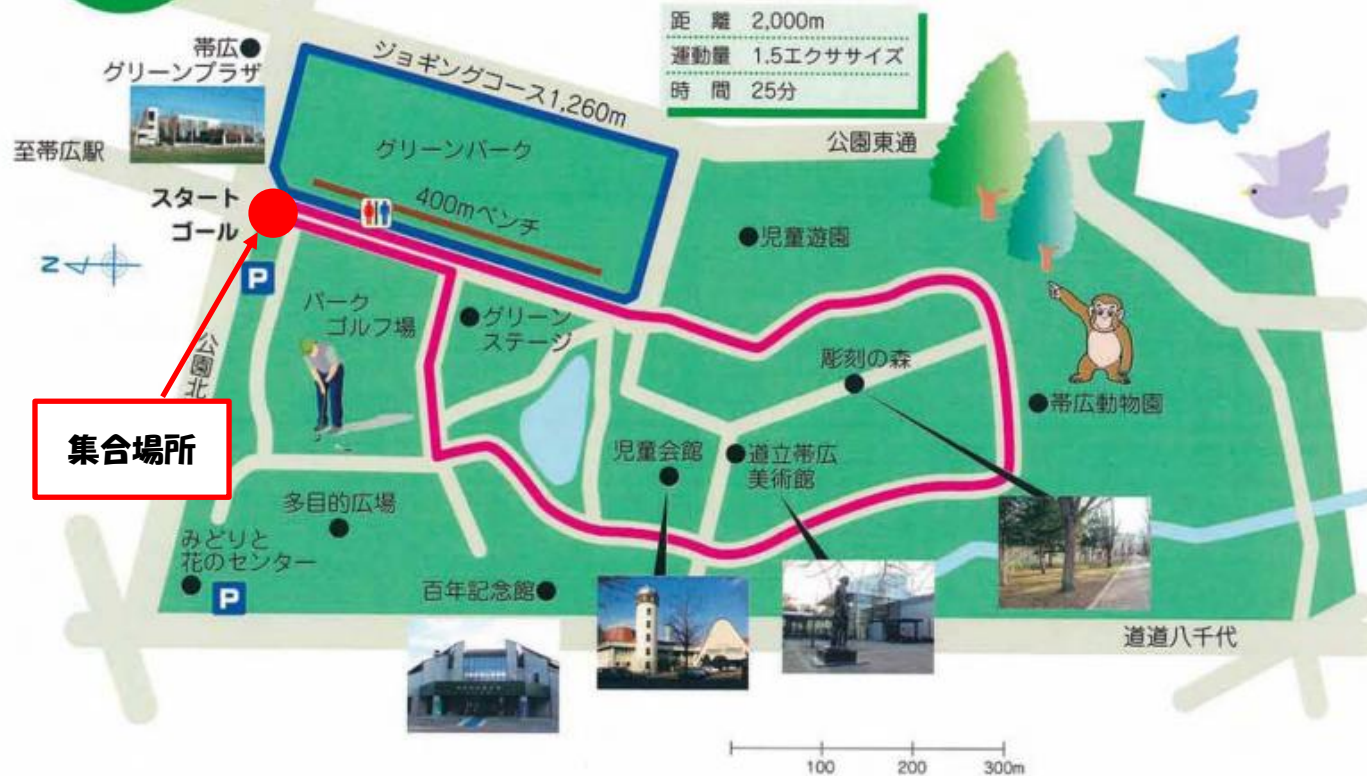 距 離 2,000m
運動量 1.5エクササイズ
時 間 25分
帯広
グリーンプラザ
ジョギングコース1,260m
至帯広駅
グリーンパーク
公園東通
400mベンチ
スタート
ゴール
児童遊園
N
P
パーク
ゴルフ場
グリーン
ステージ
公園北
彫刻の森
帯広動物園
集合場所
児童会館
道立帯広
美術館
多目的広場
みどりと
花のセンター
P
百年記念館
道道八千代
100 200 300m